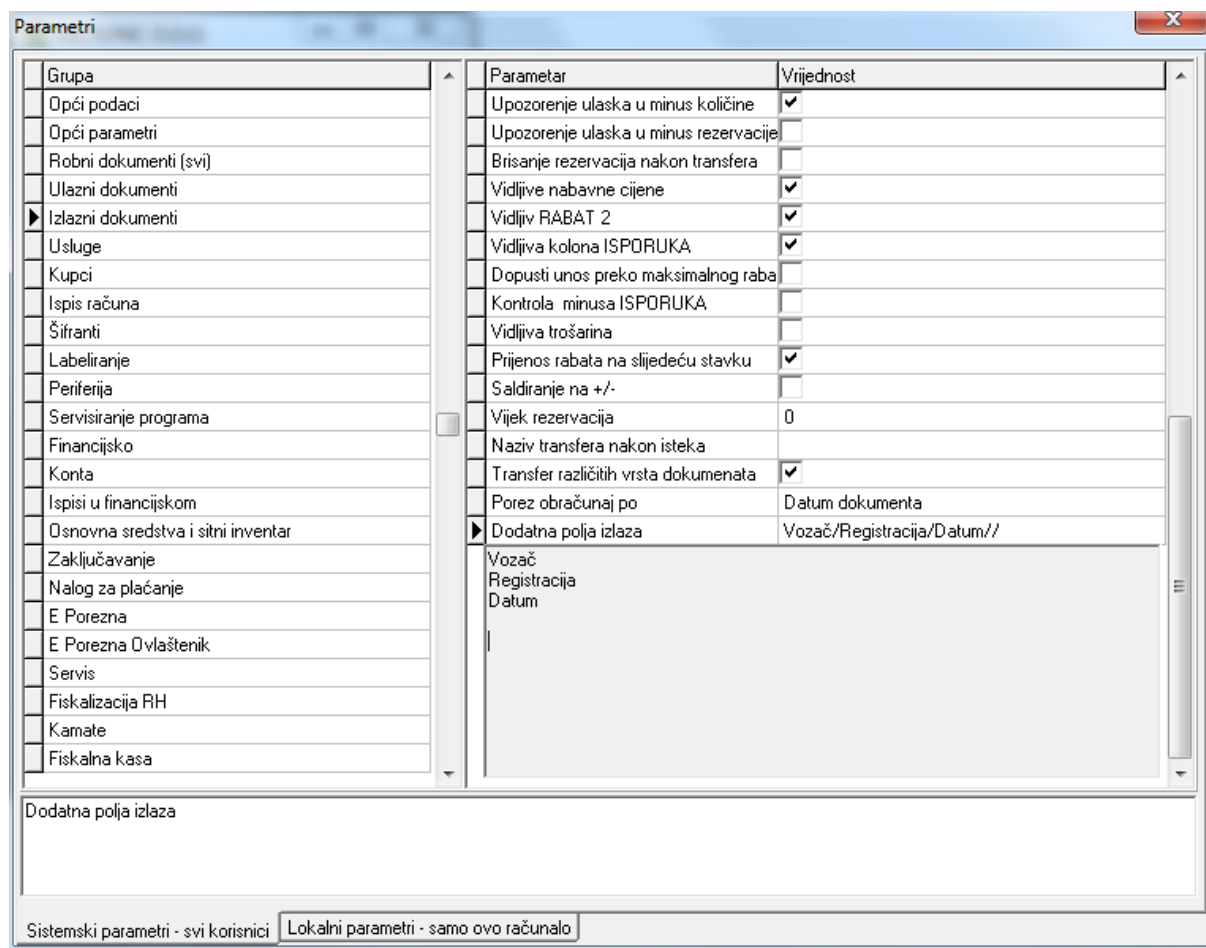 Parametri
Grupa
Opći podaci
Opći parametri
Robni dokumenti (svi)
Ulazni dokumenti
Izlazni dokumenti
Usluge
Kupci
Ispis računa
Šifranti
Labeliranje
Periferija
Servisiranje programa
Financijsko
Konta
Ispisi u financijskom
Osnovna sredstva i sitni inventar
Zaključavanje
Nalog za plaćanje
E Porezna
E Porezna Ovlaštenik
Servis
Fiskalizacija RH
Kamate
Fiskalna kasa
Parametar Vrijednost
Upozorenje ulaska u minus količine
Upozorenje ulaska u minus rezervacije
Brisanje rezervacija nakon transfera
Vidljive nabavne cijene
Vidljiv RABAT 2
Vidljiva kolona ISPORUKA
Dopusti unos preko maksimalnog raba
Kontrola minusa ISPORUKA
Vidljiva trošarina
Prijenos rabata na slijedeću stavku
Saldiranje na +/-
Vijek rezervacija 0
Naziv transfera nakon isteka
Transfer različitih vrsta dokumenata
Porez obračunaj po Datum dokumenta
Dodatna polja izlaza Vozač/Registracija/Datum//
Vozač
Registracija
Datum
Dodatna polja izlaza
Sistemski parametri - svi korisnici Lokalni parametri - samo ovo računalo